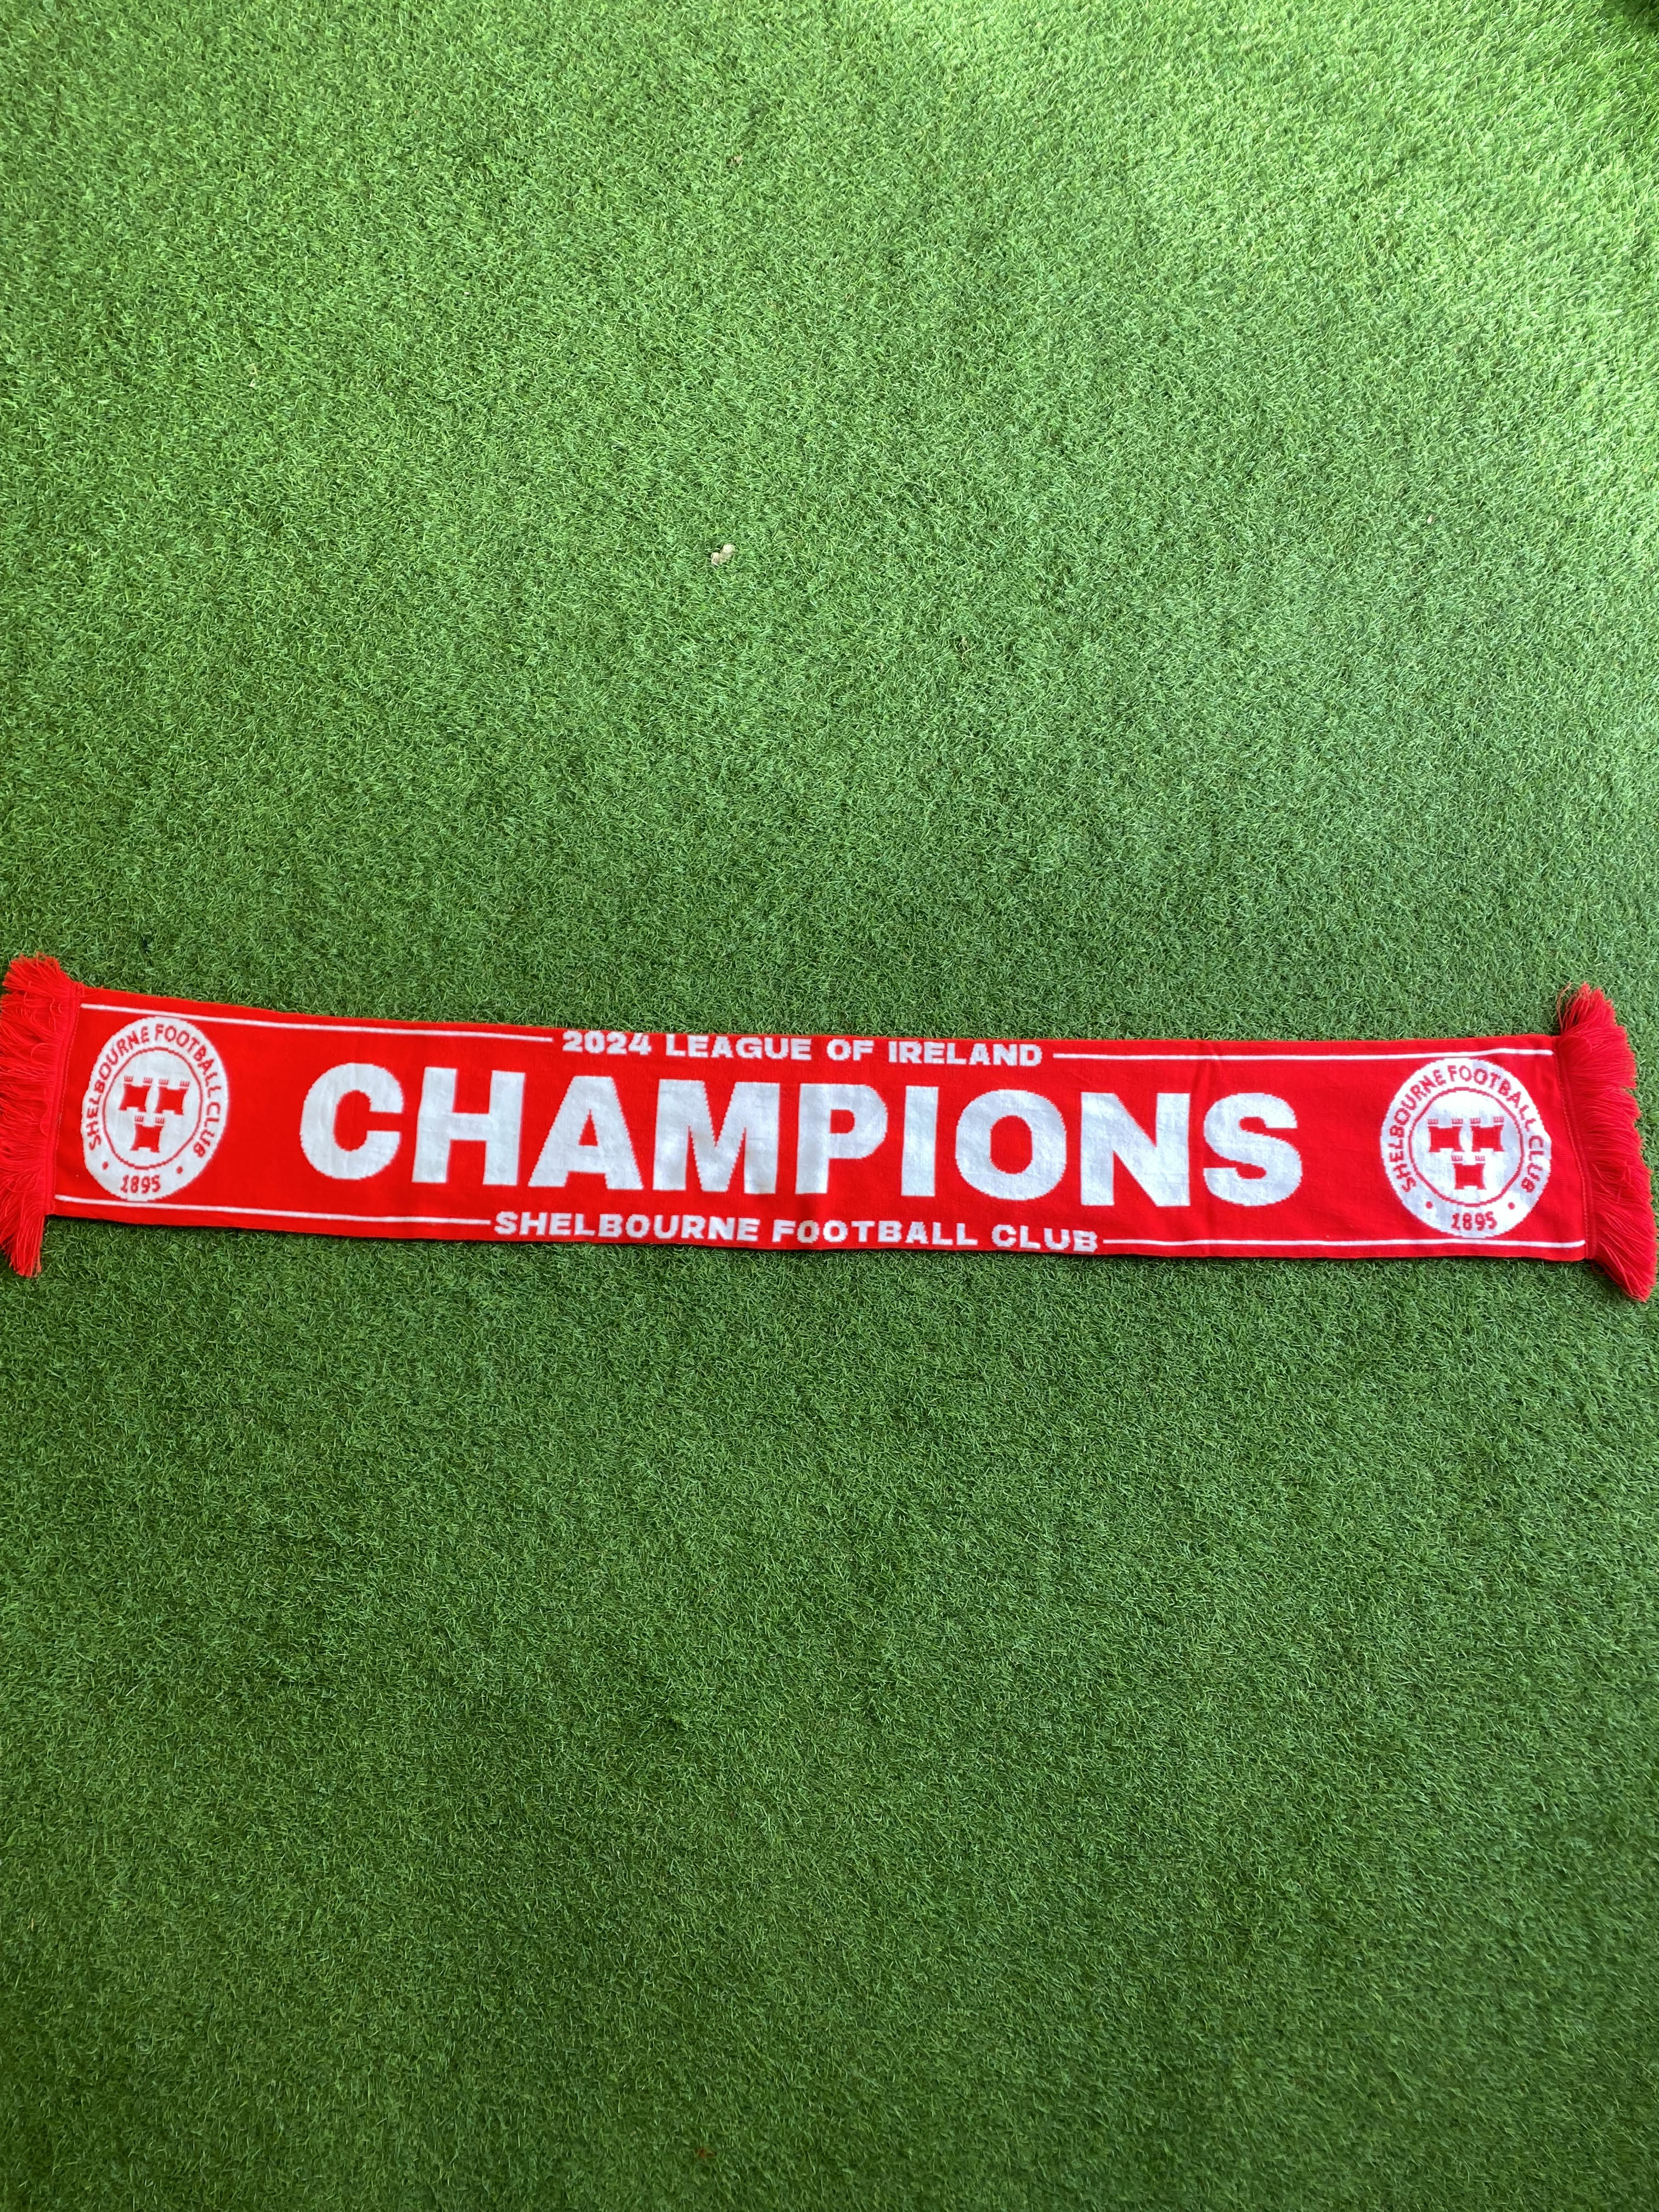 2024 LEAGUE OF IRELAND
SHELBOURNE FOOTBALL CLUB
1895
CHAMPIONS
SHELBOURNE FOOTBALL CLUB
1895
SHELBOURNE FOOTBALL CLUB